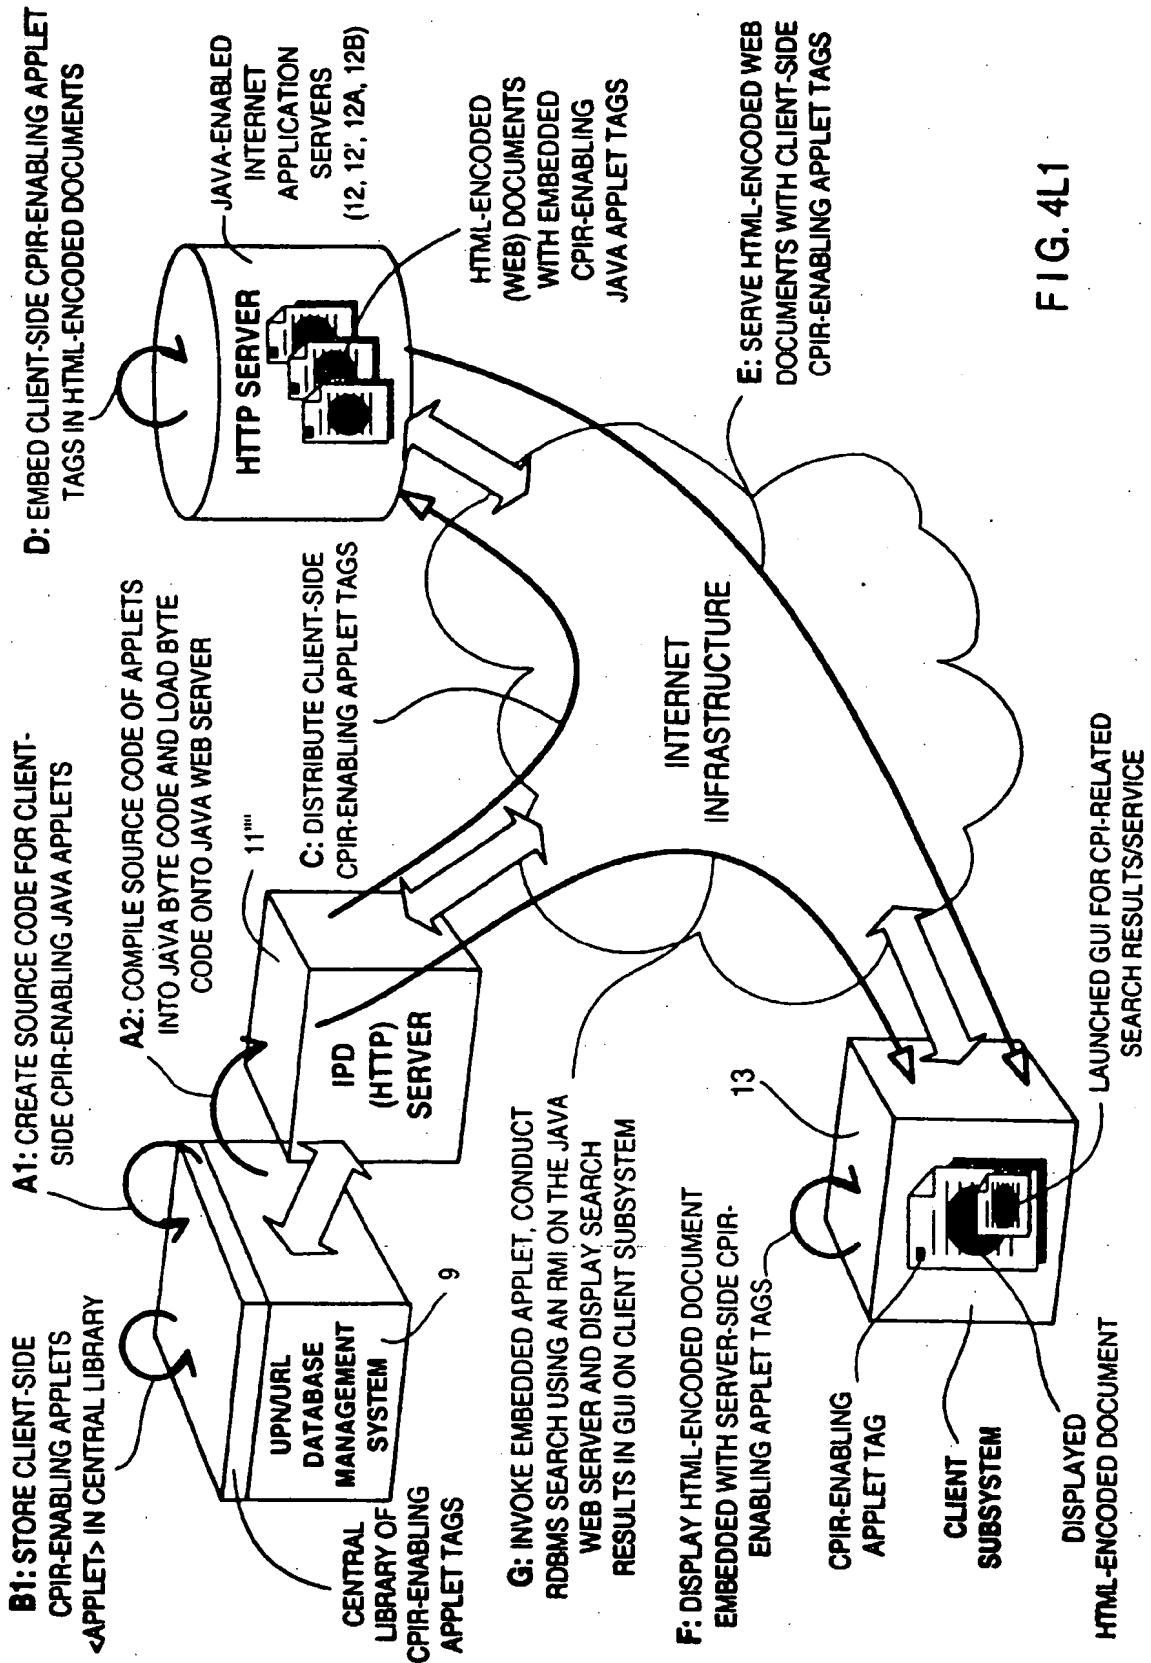 B1: STORE CLIENT-SIDE
CPIR-ENABLING APPLETS
<APPLET> IN CENTRAL LIBRARY
A1: CREATE SOURCE CODE FOR CLIENT-
SIDE CPIR-ENABLING JAVA APPLETS
A2: COMPILE SOURCE CODE OF APPLETS
INTO JAVA BYTE CODE AND LOAD BYTE
CODE ONTO JAVA WEB SERVER
D: EMBED CLIENT-SIDE CPIR-ENABLING APPLET
TAGS IN HTML-ENCODED DOCUMENTS
JAVA-ENABLED
INTERNET
APPLICATION
SERVERS
(12, 12', 12A, 12B)
HTTP SERVER
HTML-ENCODED
(WEB) DOCUMENTS
WITH EMBEDDED
CPIR-ENABLING
JAVA APPLET TAGS
11''''
C: DISTRIBUTE CLIENT-SIDE
CPIR-ENABLING APPLET TAGS
IPD
(HTTP)
SERVER
UPN/URL
DATABASE
MANAGEMENT
SYSTEM
9
CENTRAL
LIBRARY OF
CPIR-ENABLING
APPLET TAGS
E: SERVE HTML-ENCODED WEB
DOCUMENTS WITH CLIENT-SIDE
CPIR-ENABLING APPLET TAGS
INTERNET
INFRASTRUCTURE
G: INVOKE EMBEDDED APPLET, CONDUCT
RDBMS SEARCH USING AN RMI ON THE JAVA
WEB SERVER AND DISPLAY SEARCH
RESULTS IN GUI ON CLIENT SUBSYSTEM
F: DISPLAY HTML-ENCODED DOCUMENT
EMBEDDED WITH SERVER-SIDE CPIR-
ENABLING APPLET TAGS
13
CPIR-ENABLING
APPLET TAG
CLIENT
SUBSYSTEM
DISPLAYED
HTML-ENCODED DOCUMENT
LAUNCHED GUI FOR CPI-RELATED
SEARCH RESULTS/SERVICE
FIG. 4L1